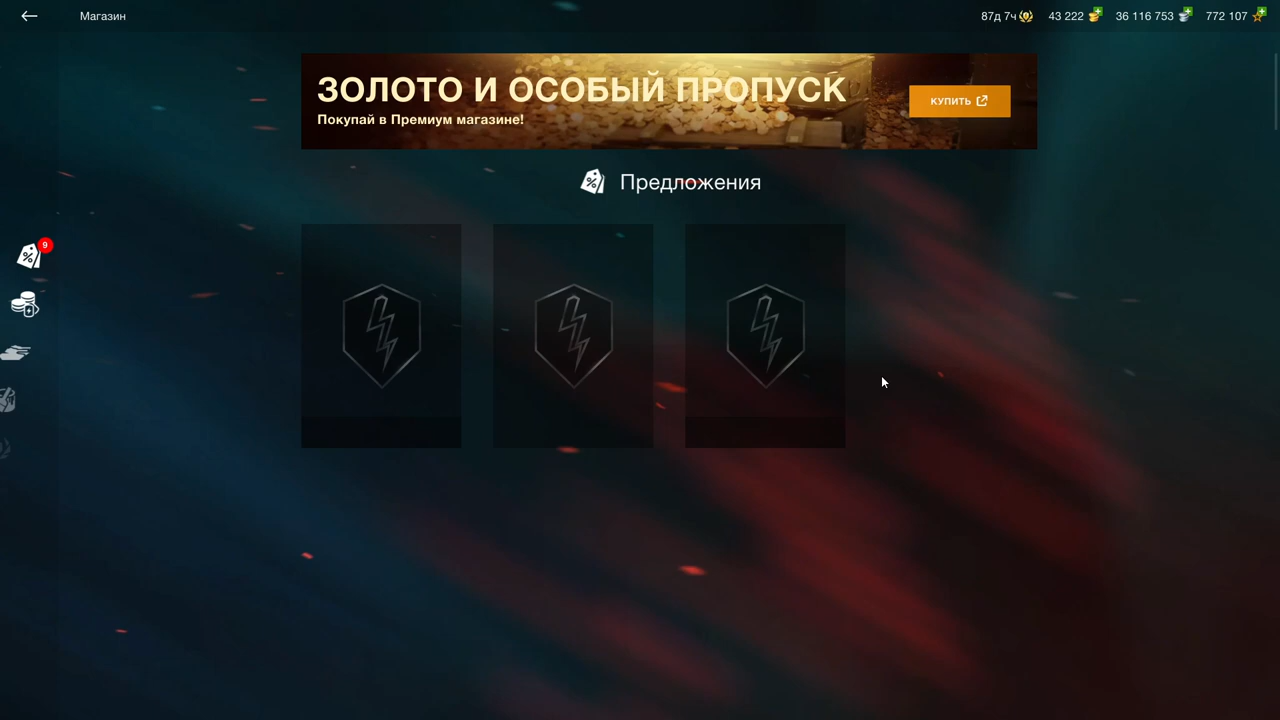 Магазин
87д 7ч
43 222
36 116 753
772 107
ЗОЛОТО И ОСОБЫЙ ПРОПУСК
Покупай в Премиум магазине!
КУПИТЬ
Предложения
9